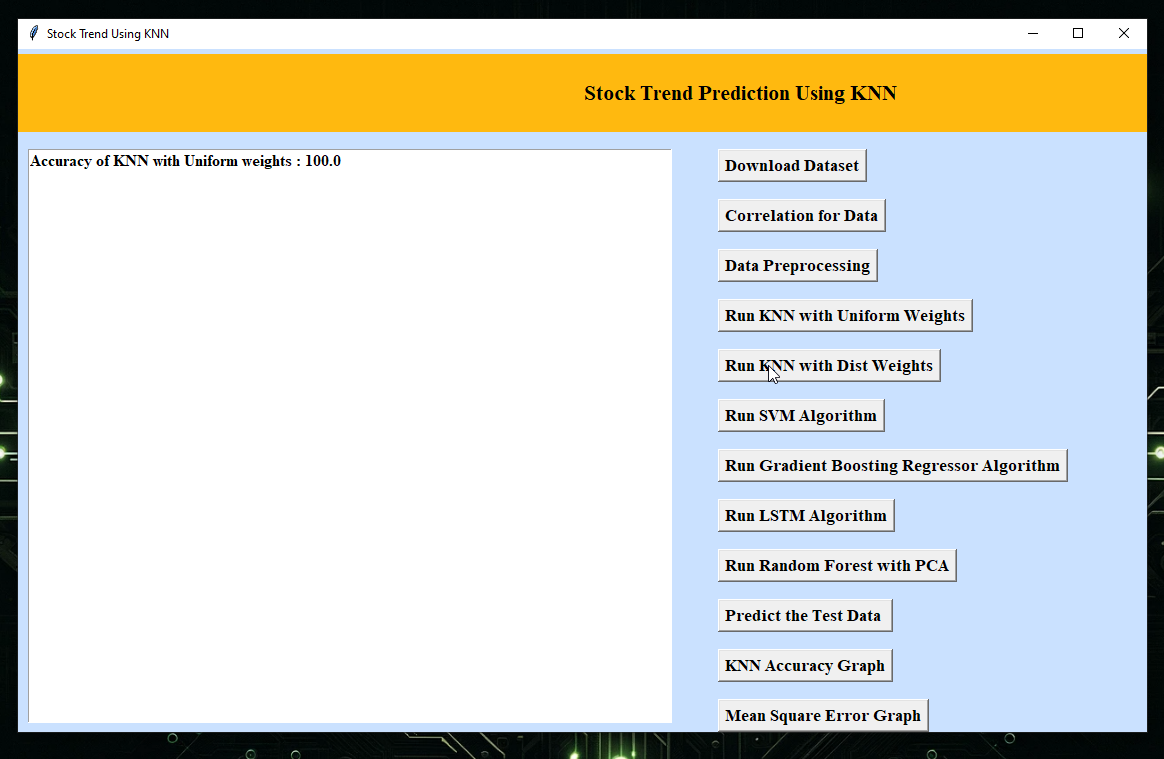 Stock Trend Using KNN
Stock Trend Prediction Using KNN
Accuracy of KNN with Uniform weights : 100.0
Download Dataset
Correlation for Data
Data Preprocessing
Run KNN with Uniform Weights
Run KNN with Dist Weights
Run SVM Algorithm
Run Gradient Boosting Regressor Algorithm
Run LSTM Algorithm
Run Random Forest with PCA
Predict the Test Data
KNN Accuracy Graph
Mean Square Error Graph